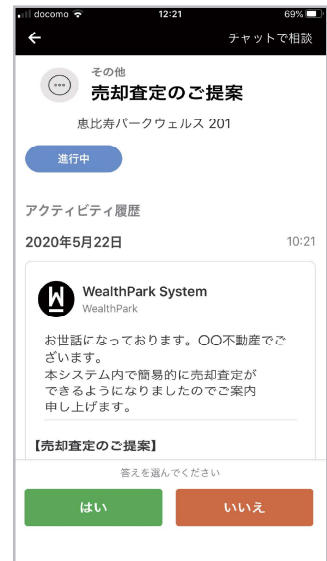 docomo 12:21 69%
チャットで相談
その他
売却査定のご提案
恵比寿パークウェルス 201
進行中
アクティビティ履歴
2020年5月22日 10:21
WealthPark System
WealthPark
お世話になっております。〇〇不動産でご
ざいます。
本システム内で簡易的に売却査定が
できるようになりましたのでご案内
申し上げます。
【売却査定のご提案】
答えを選んでください
はい いいえ